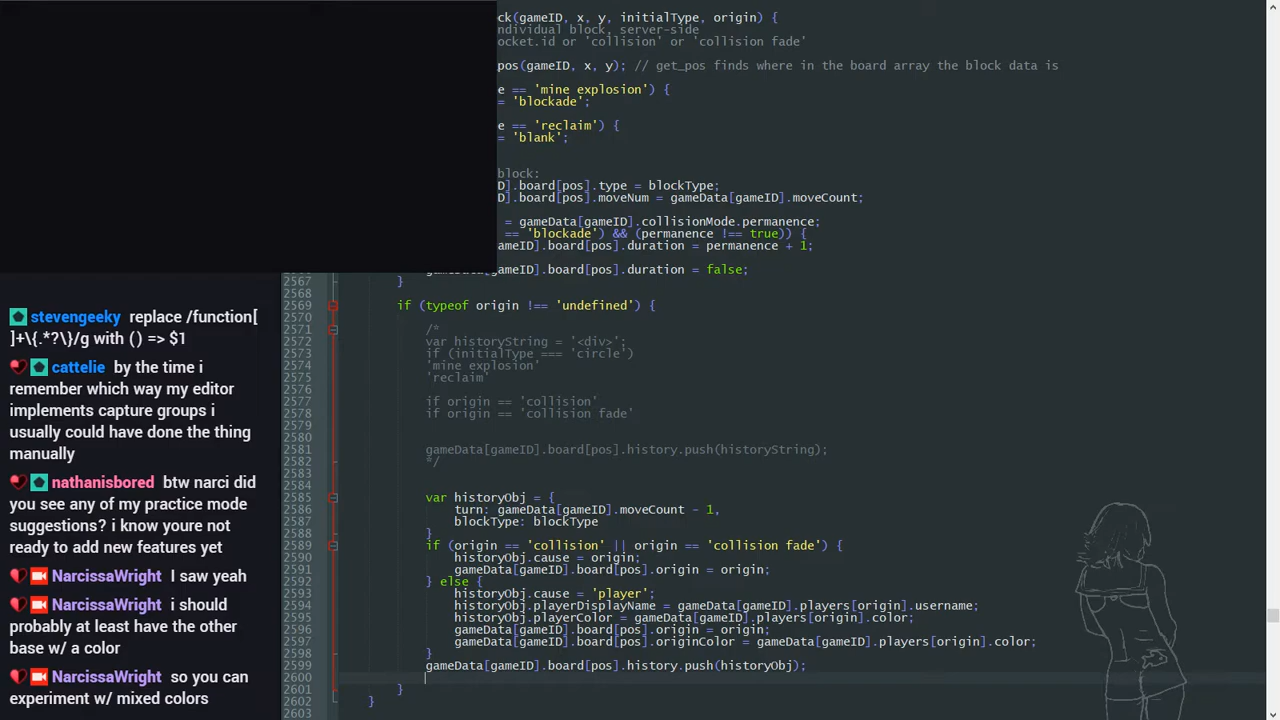 ck(gameID, x, y, initialType, origin) {
ndividual block, server-side
ocket.id or 'collision' or 'collision fade'
pos(gameID, x, y); // get_pos finds where in the board array the block data is
e == 'mine explosion') {
= 'blockade';
e == 'reclaim') {
= 'blank';
block:
D].board[pos].type = blockType;
D].board[pos].moveNum = gameData[gameID].moveCount;
= gameData[gameID].collisionMode.permanence;
== 'blockade') && (permanence !== true)) {
ameID].board[pos].duration = permanence + 1;
gameData[gameID].board[pos].duration = false;
2567 }
2568
2569 if (typeof origin !== 'undefined') {
2570
2571 /*
2572 var historyString = '<div>';
2573 if (initialType === 'circle')
2574 'mine explosion'
2575 'reclaim'
2576
2577 if origin == 'collision'
2578 if origin == 'collision fade'
2579
2580
2581 gameData[gameID].board[pos].history.push(historyString);
2582 */
2583
2584
2585 var historyObj = {
2586 turn: gameData[gameID].moveCount - 1,
2587 blockType: blockType
2588 }
2589 if (origin == 'collision' || origin == 'collision fade') {
2590 historyObj.cause = origin;
2591 gameData[gameID].board[pos].origin = origin;
2592 } else {
2593 historyObj.cause = 'player';
2594 historyObj.playerDisplayName = gameData[gameID].players[origin].username;
2595 historyObj.playerColor = gameData[gameID].players[origin].color;
2596 gameData[gameID].board[pos].origin = origin;
2597 gameData[gameID].board[pos].originColor = gameData[gameID].players[origin].color;
2598 }
2599 gameData[gameID].board[pos].history.push(historyObj);
2600
2601 }
2602 }
2603
stevengeeky replace /function[
]+\{.*?\}/g with () => $1
cattelie by the time i
remember which way my editor
implements capture groups i
usually could have done the thing
manually
nathanisbored btw narci did
you see any of my practice mode
suggestions? i know youre not
ready to add new features yet
NarcissaWright I saw yeah
NarcissaWright i should
probably at least have the other
base w/ a color
NarcissaWright so you can
experiment w/ mixed colors